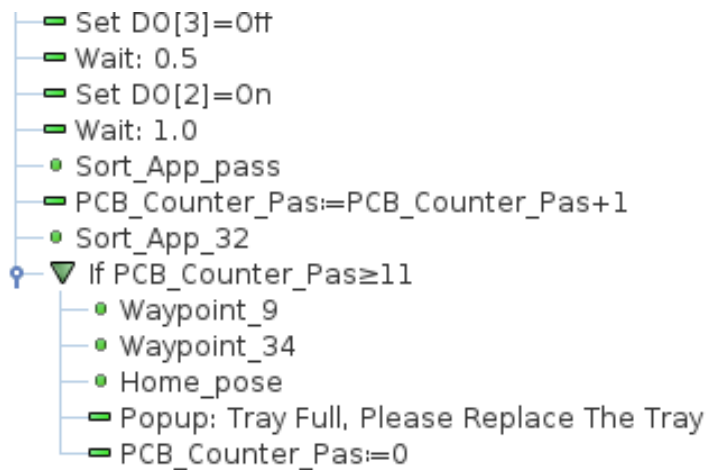 Set DO[3]=Off
Wait: 0.5
Set DO[2]=On
Wait: 1.0
Sort_App_pass
PCB_Counter_Pas:=PCB_Counter_Pas+1
Sort_App_32
If PCB_Counter_Pas≥11
Waypoint_9
Waypoint_34
Home_pose
Popup: Tray Full, Please Replace The Tray
PCB_Counter_Pas:=0